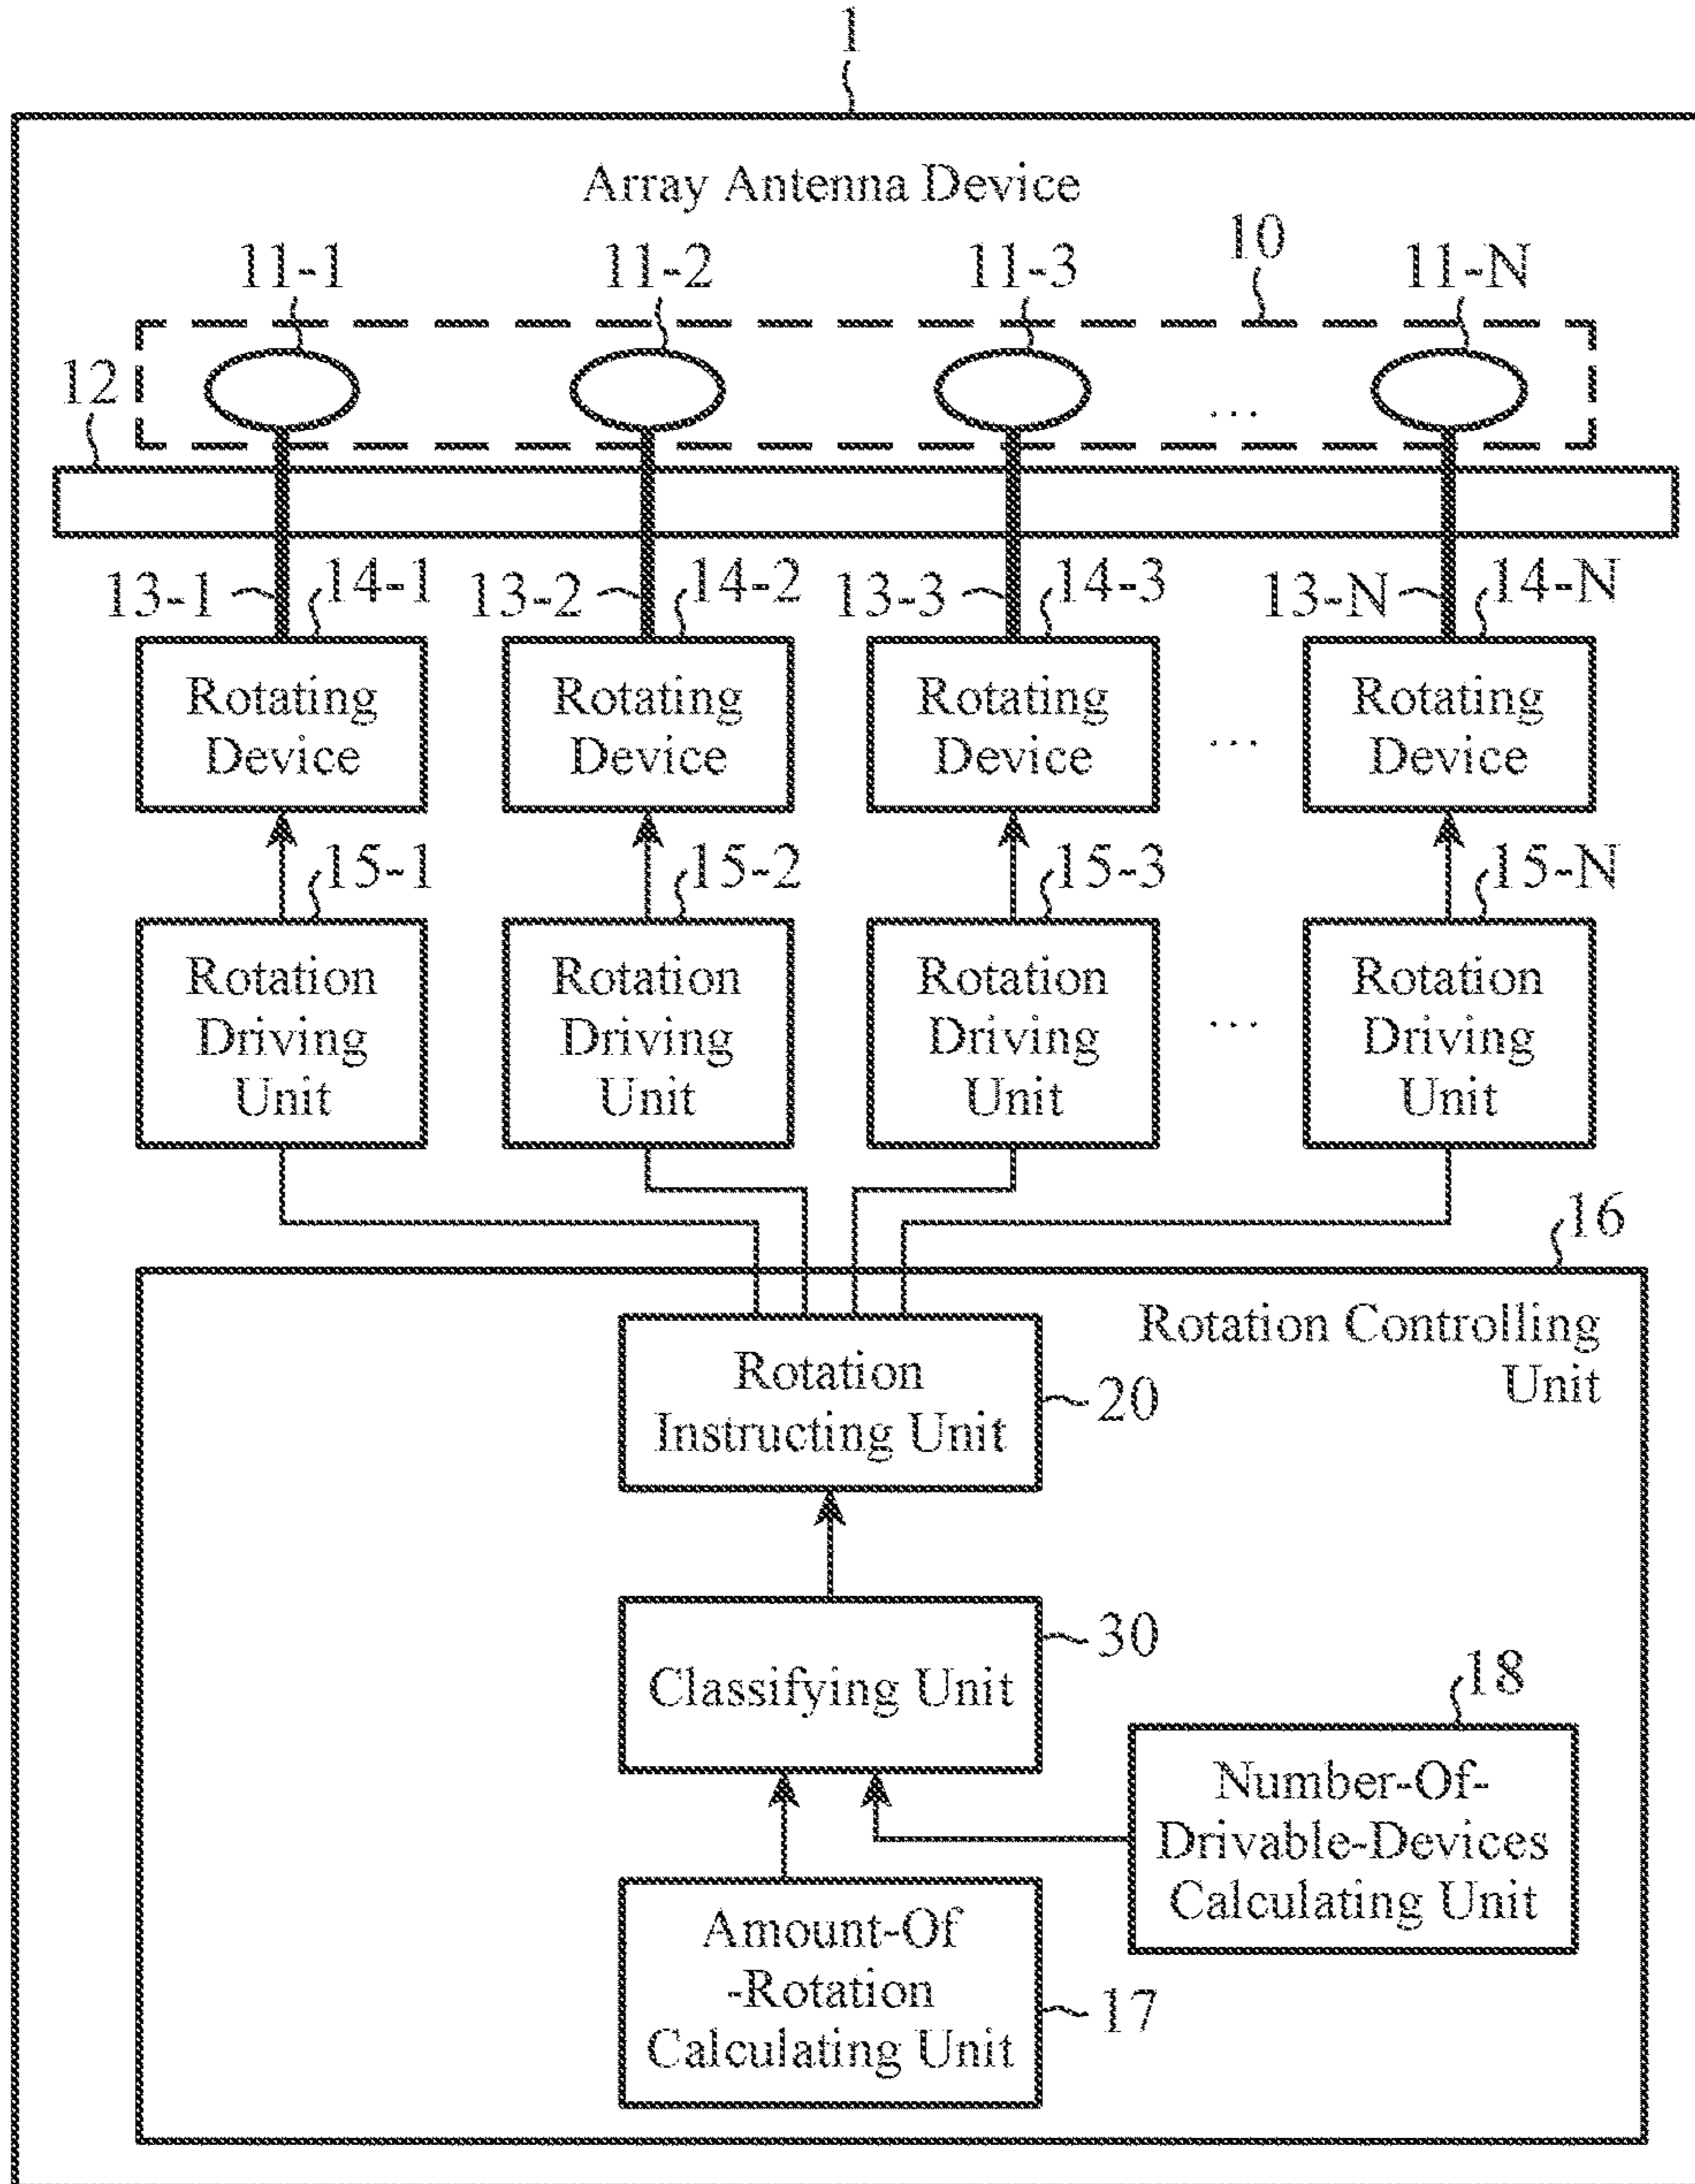 1
Array Antenna Device
10
11-1
11-2
11-3
11-N
12
...
13-1
14-1
13-2
14-2
13-3
14-3
13-N
14-N
Rotating
Device
Rotating
Device
Rotating
Device
...
Rotating
Device
15-1
15-2
15-3
15-N
Rotation
Driving
Unit
Rotation
Driving
Unit
Rotation
Driving
Unit
...
Rotation
Driving
Unit
16
Rotation Controlling
Unit
Rotation
Instructing Unit
20
Classifying Unit
30
18
Number-Of-
Drivable-Devices
Calculating Unit
Amount-Of
-Rotation
Calculating Unit
17